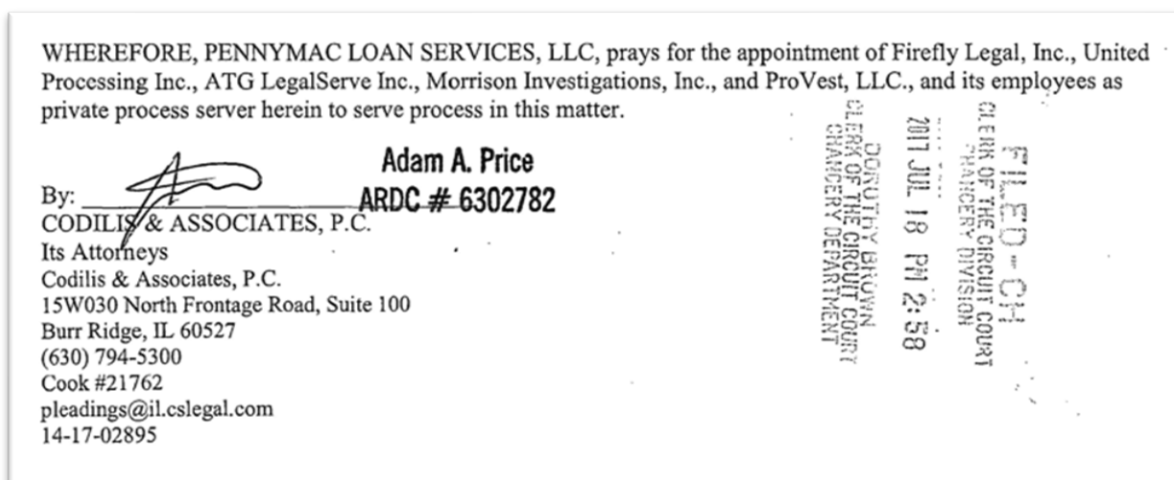 WHEREFORE, PENNYMAC LOAN SERVICES, LLC, prays for the appointment of Firefly Legal, Inc., United
Processing Inc., ATG LegalServe Inc., Morrison Investigations, Inc., and ProVest, LLC., and its employees as
private process server herein to serve process in this matter.
Adam A. Price
By:
ARDC # 6302782
CODILIS & ASSOCIATES, P.C.
Its Attorneys
Codilis & Associates, P.C.
15W030 North Frontage Road, Suite 100
Burr Ridge, IL 60527
(630) 794-5300
Cook #21762
pleadings@il.cslegal.com
14-17-02895
FILED - CH
CLERK OF THE CIRCUIT COURT
CHANCERY DIVISION
2017 JUL 18 PM 2:58
DOROTHY BROWN
CLERK OF THE CIRCUIT COURT
CHANCERY DEPARTMENT